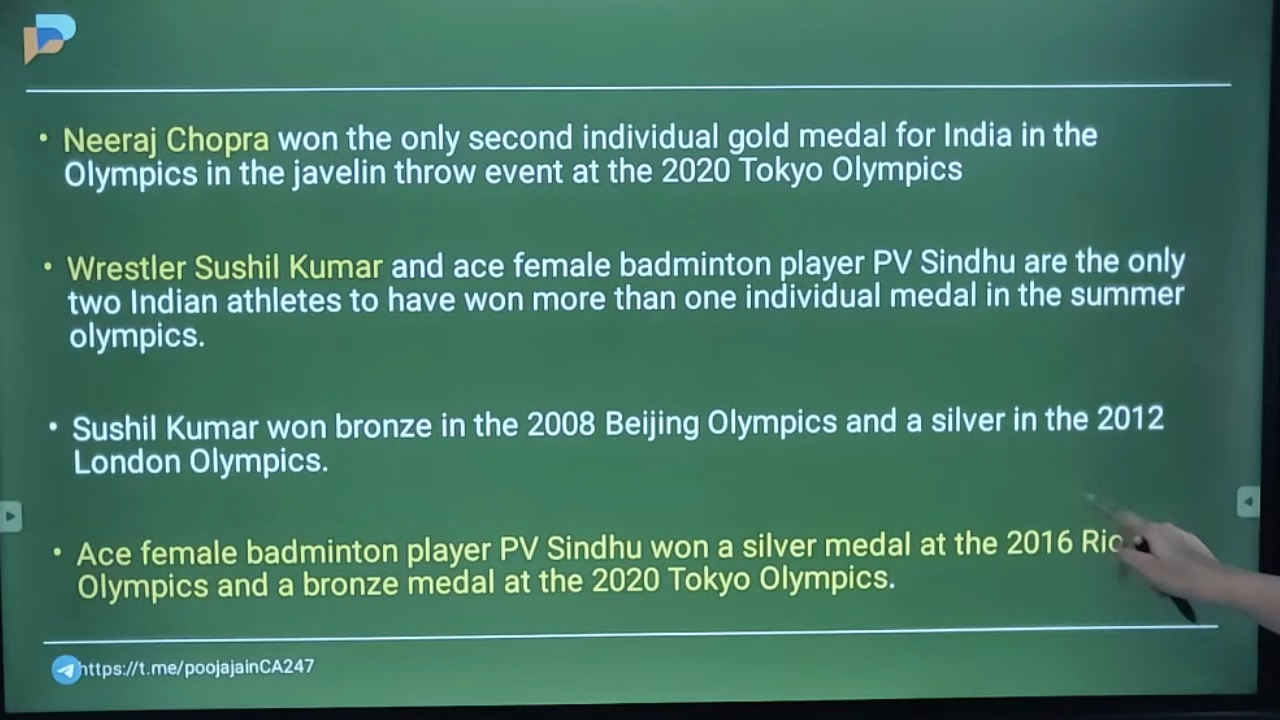 • Neeraj Chopra won the only second individual gold medal for India in the
Olympics in the javelin throw event at the 2020 Tokyo Olympics
• Wrestler Sushil Kumar and ace female badminton player PV Sindhu are the only
two Indian athletes to have won more than one individual medal in the summer
olympics.
• Sushil Kumar won bronze in the 2008 Beijing Olympics and a silver in the 2012
London Olympics.
• Ace female badminton player PV Sindhu won a silver medal at the 2016 Rio
Olympics and a bronze medal at the 2020 Tokyo Olympics.
https://t.me/poojajainCA247